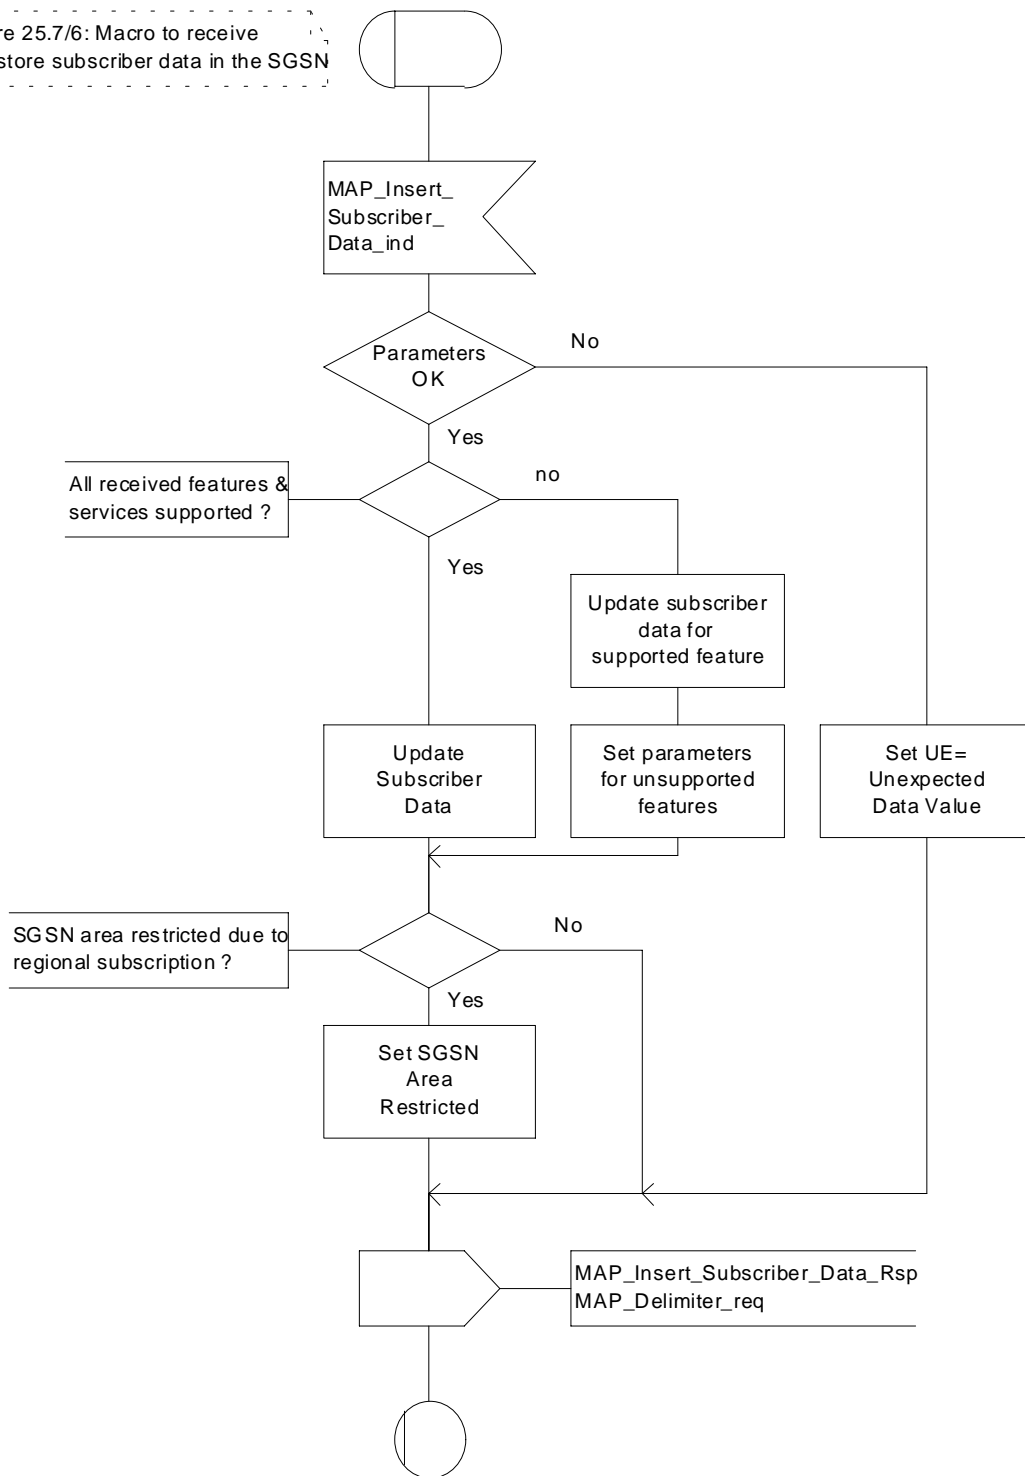 re 25.7/6: Macro to receive
store subscriber data in the SGSN
MAP_Insert_
Subscriber_
Data_ind
Parameters
OK
No
Yes
All received features &
services supported ?
no
Yes
Update subscriber
data for
supported feature
Update
Subscriber
Data
Set parameters
for unsupported
features
Set UE=
Unexpected
Data Value
SGSN area restricted due to
regional subscription ?
No
Yes
Set SGSN
Area
Restricted
MAP_Insert_Subscriber_Data_Rsp
MAP_Delimiter_req